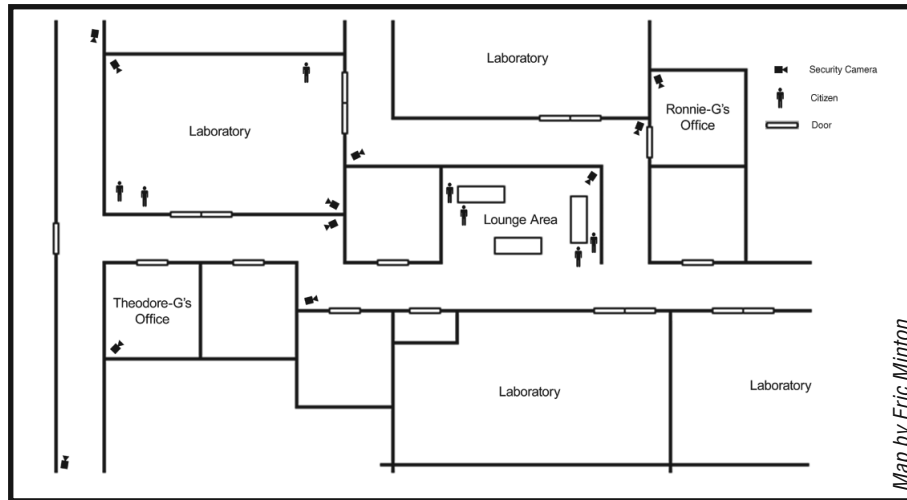 Laboratory
Security Camera
Citizen
Ronnie-G's
Office
Door
Laboratory
Lounge Area
Theodore-G's
Office
Laboratory
Laboratory
Map by Eric Minton